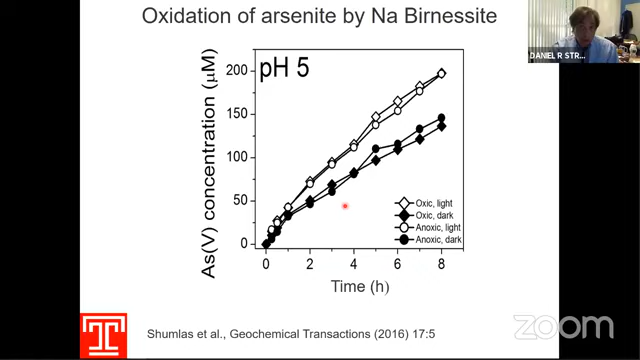 Oxidation of arsenite by Na Birnessite
DANIEL R STR...
pH 5
As(V) concentration (µM)
200
150
100
50
0
Oxic, light
Oxic, dark
Anoxic, light
Anoxic, dark
0 2 4 6 8
Time (h)
Shumlas et al., Geochemical Transactions (2016) 17:5
zoom